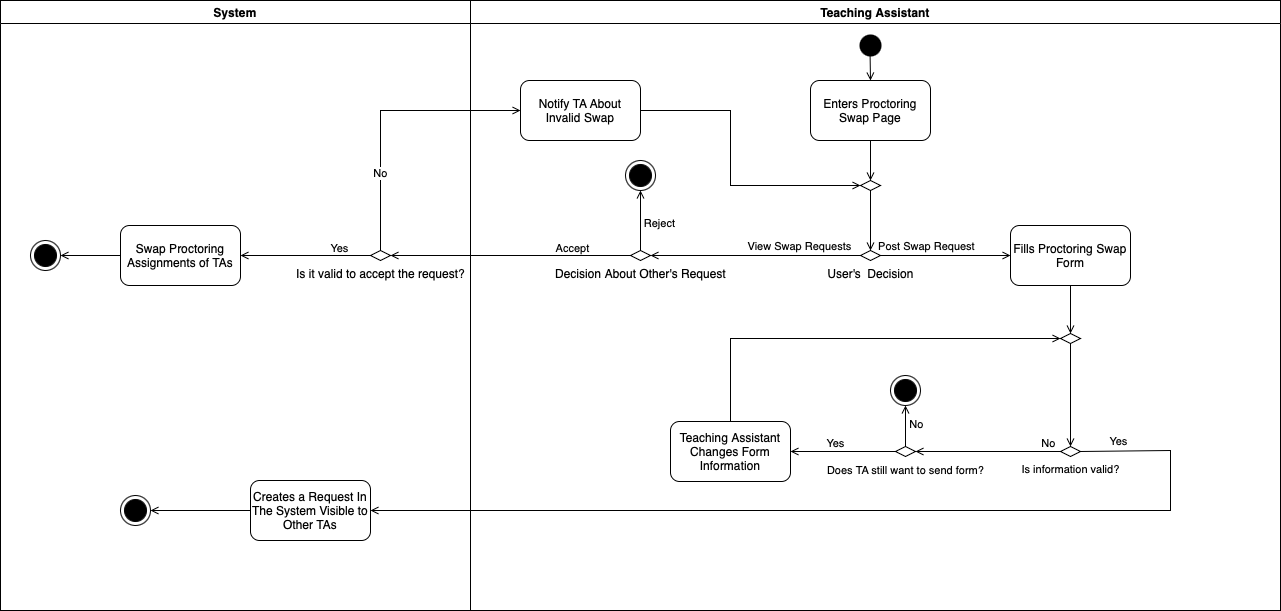 System
Teaching Assistant
Notify TA About
Invalid Swap
Enters Proctoring
Swap Page
No
Reject
Swap Proctoring
Assignments of TAs
Yes
Is it valid to accept the request?
Accept
Decision About Other's Request
View Swap Requests
Post Swap Request
User's Decision
Fills Proctoring Swap
Form
Teaching Assistant
Changes Form
Information
Yes
No
Does TA still want to send form?
No
Yes
Is information valid?
Creates a Request In
The System Visible to
Other TAs